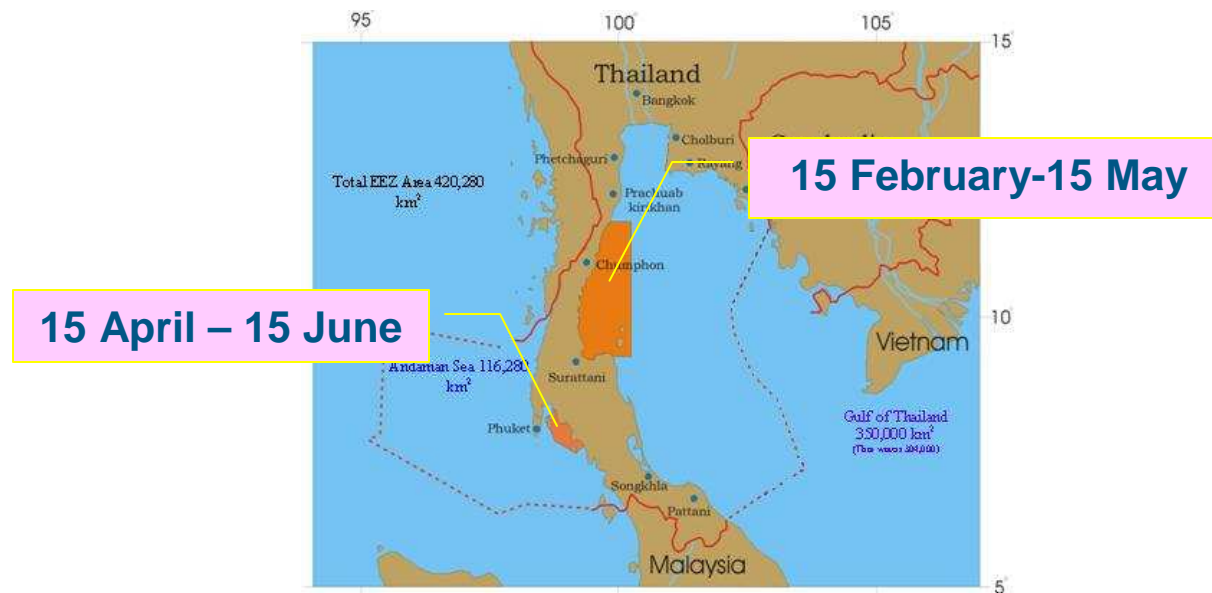 95°
100°
105°
15°
Thailand
Bangkok
Cholburi
Phetchaguri
Rayang
15 February-15 May
Total EEZ Area 420,280
km²
Prachuab
kirikhan
Chumphon
15 April – 15 June
10°
Vietnam
Andaman Sea 116,280
km²
Surattani
Phuket
Gulf of Thailand
350,000 km²
Songkhla
Pattani
Malaysia
5°